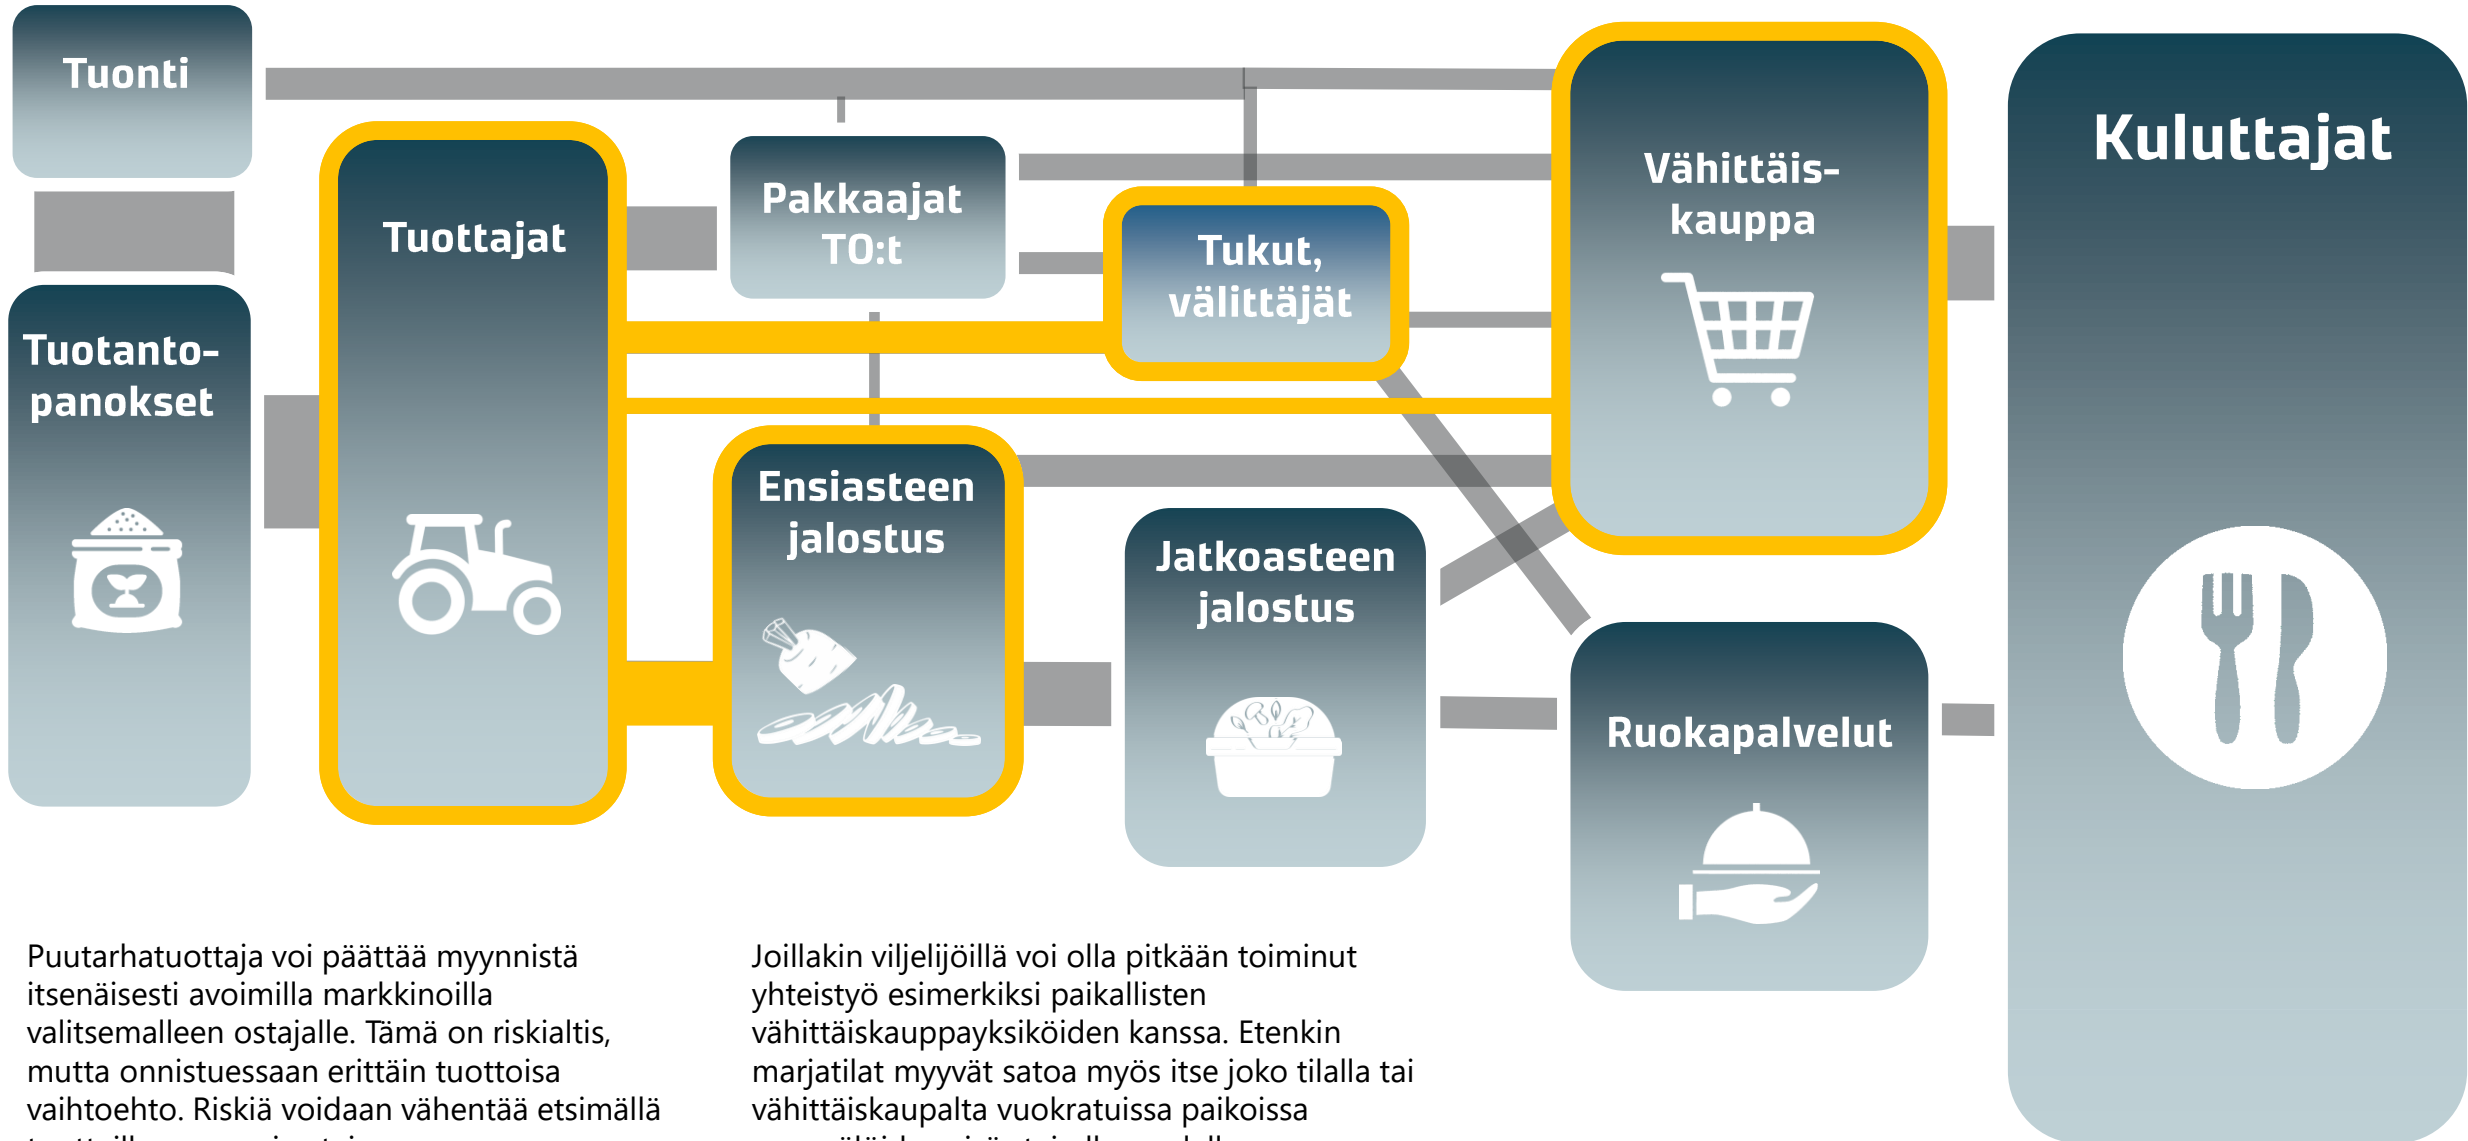 Tuonti
Tuotanto-
panokset
Tuottajat
Pakkaajat
TO:t
Tukut,
välittäjät
Ensiasteen
jalostus
Jatkoasteen
jalostus
Vähittäis-
kauppa
Ruokapalvelut
Kuluttajat
Puutarhatuottaja voi päättää myynnistä
itsenäisesti avoimilla markkinoilla
valitsemalleen ostajalle. Tämä on riskialtis,
mutta onnistuessaan erittäin tuottoisa
vaihtoehto. Riskiä voidaan vähentää etsimällä
Joillakin viljelijöillä voi olla pitkään toiminut
yhteistyö esimerkiksi paikallisten
vähittäiskauppayksiköiden kanssa. Etenkin
marjatilat myyvät satoa myös itse joko tilalla tai
vähittäiskaupalta vuokratuissa paikoissa